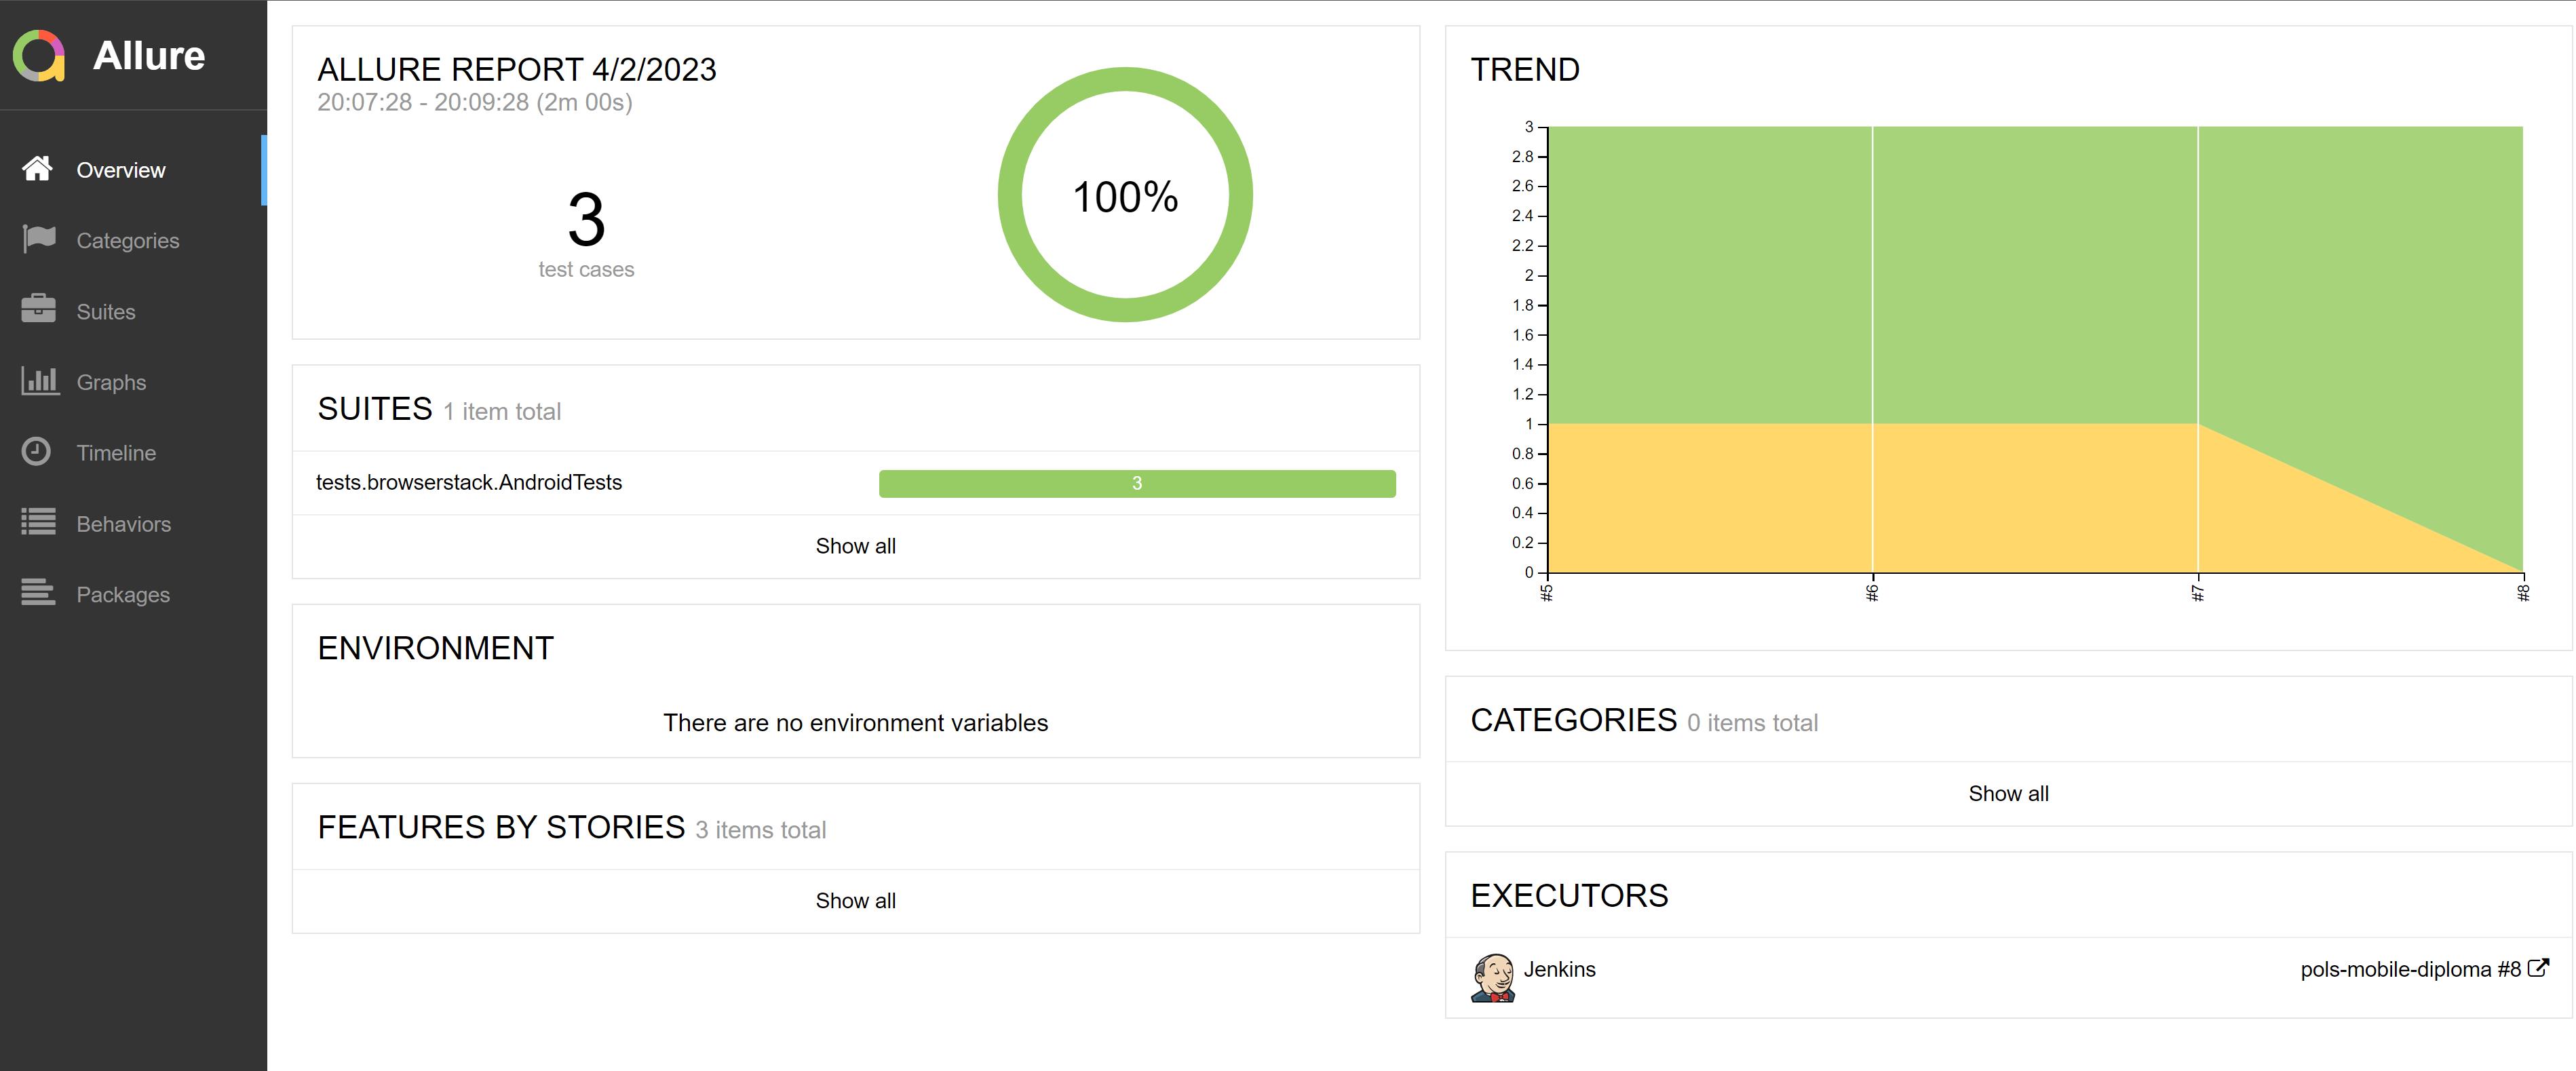 Allure
Overview
Categories
Suites
Graphs
Timeline
Behaviors
Packages
ALLURE REPORT 4/2/2023
20:07:28 - 20:09:28 (2m 00s)
3
test cases
100%
SUITES 1 item total
tests.browserstack.AndroidTests 3
Show all
ENVIRONMENT
There are no environment variables
FEATURES BY STORIES 3 items total
Show all
TREND
3
2.8
2.6
2.4
2.2
2
1.8
1.6
1.4
1.2
1
0.8
0.6
0.4
0.2
0
#5 #6 #7 #8
CATEGORIES 0 items total
Show all
EXECUTORS
Jenkins pols-mobile-diploma #8